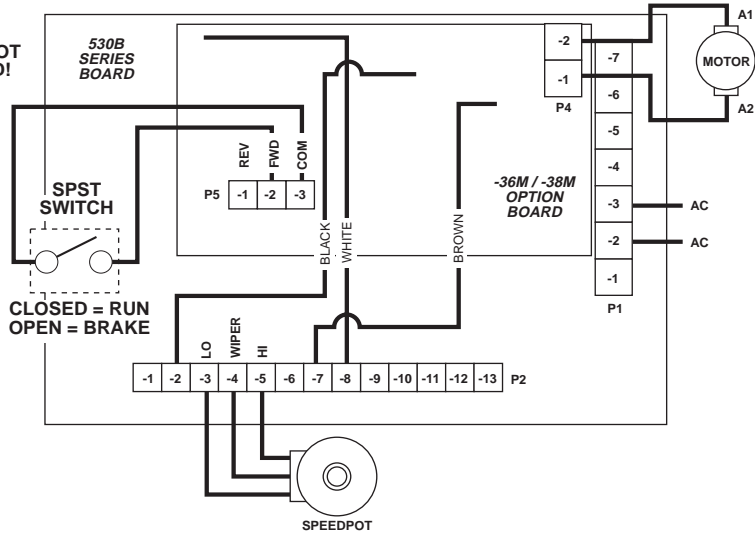 530B
SERIES
BOARD
-2
-1
P4
A1
MOTOR
A2
-7
-6
-5
-4
-3
-2
-1
P1
AC
AC
-36M / -38M
OPTION
BOARD
REV
FWD
COM
P5
-1 -2 -3
SPST
SWITCH
CLOSED = RUN
OPEN = BRAKE
BLACK
WHITE
BROWN
LO
WIPER
HI
-1 -2 -3 -4 -5 -6 -7 -8 -9 -10 -11 -12 -13 P2
SPEEDPOT